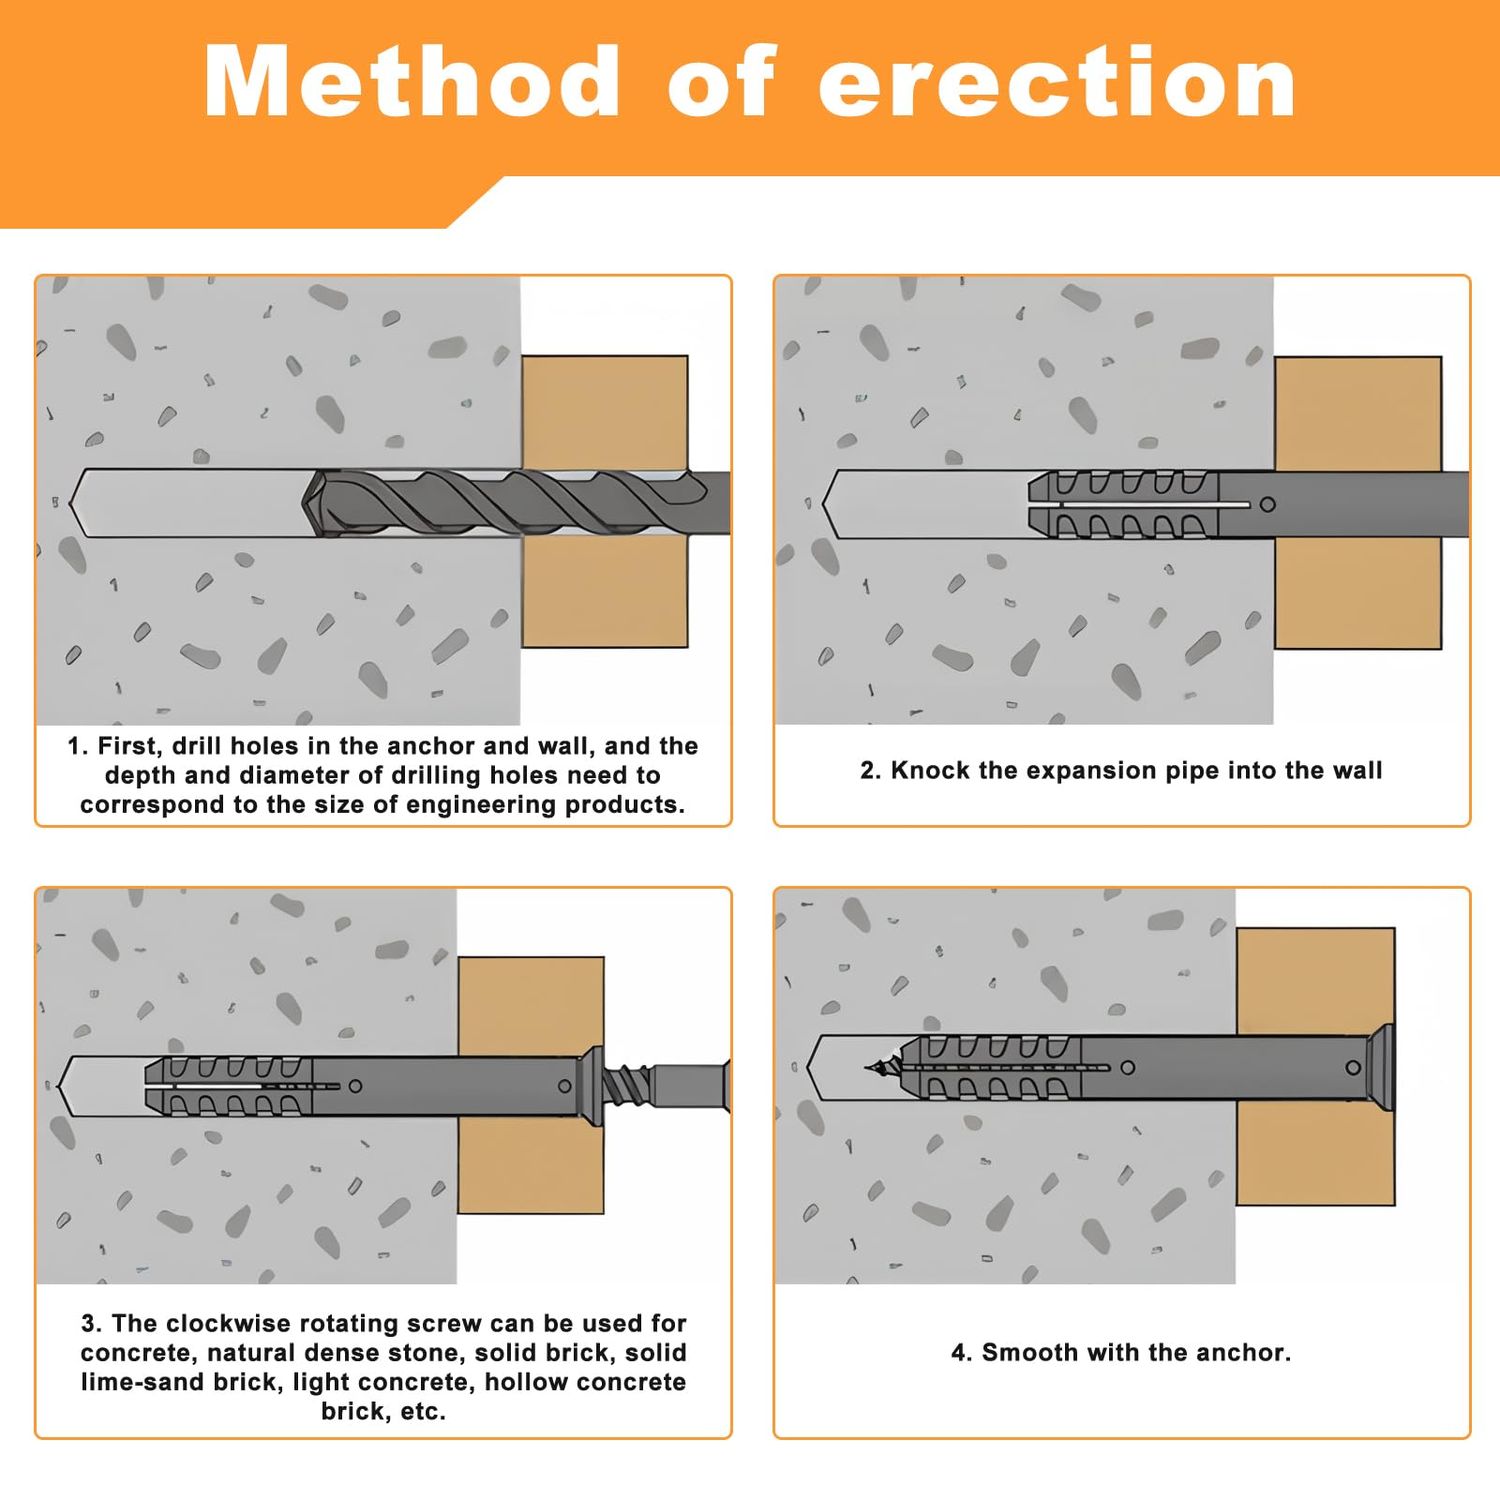 Method of erection
1. First, drill holes in the anchor and wall, and the
depth and diameter of drilling holes need to
correspond to the size of engineering products.
2. Knock the expansion pipe into the wall
3. The clockwise rotating screw can be used for
concrete, natural dense stone, solid brick, solid
lime-sand brick, light concrete, hollow concrete
brick, etc.
4. Smooth with the anchor.